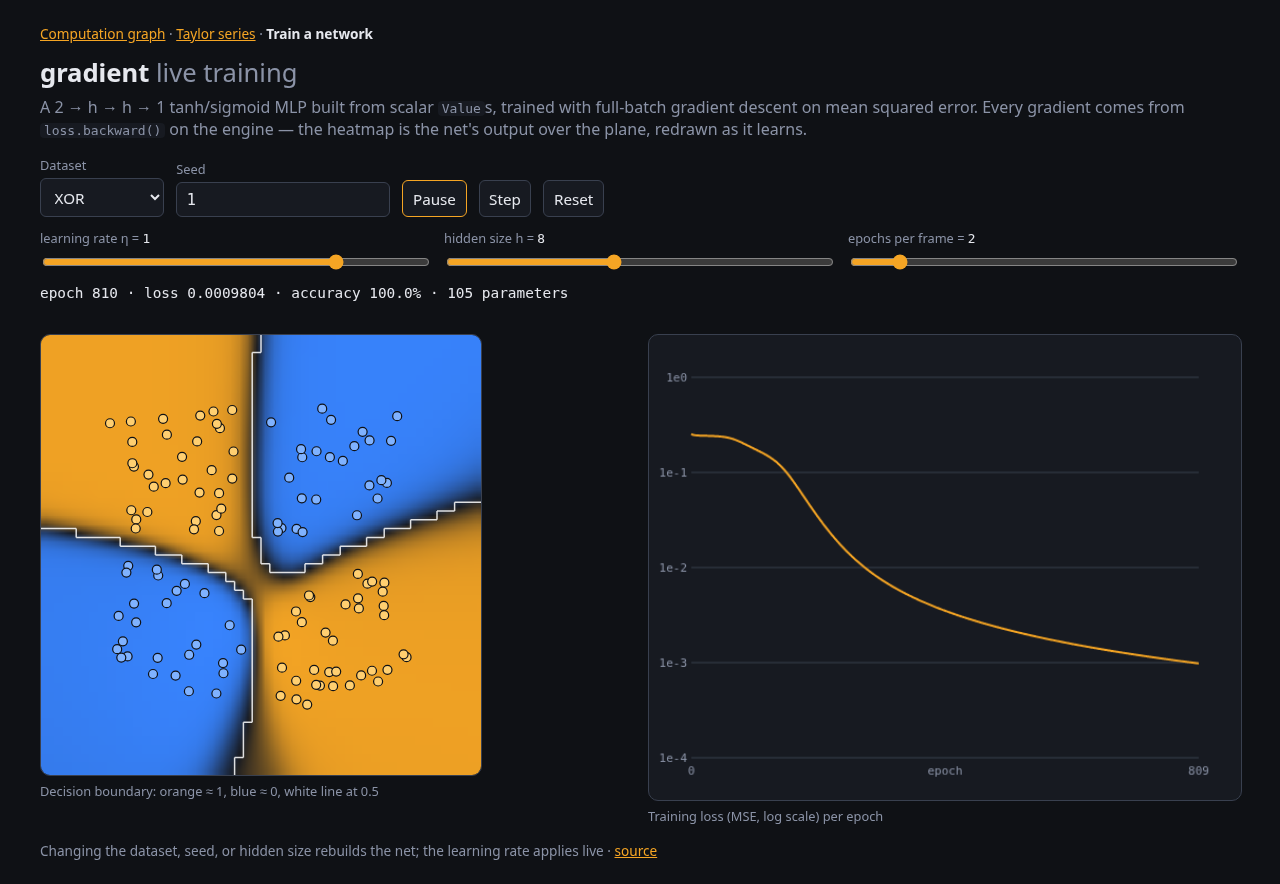 Computation graph · Taylor series · Train a network
gradient live training
A 2 → h → h → 1 tanh/sigmoid MLP built from scalar Values, trained with full-batch gradient descent on mean squared error. Every gradient comes from
loss.backward() on the engine — the heatmap is the net's output over the plane, redrawn as it learns.
Dataset
Seed
XOR
1
Pause
Step
Reset
learning rate η = 1
hidden size h = 8
epochs per frame = 2
epoch 810 · loss 0.0009804 · accuracy 100.0% · 105 parameters
1e0
1e-1
1e-2
1e-3
1e-4
0
epoch
809
Decision boundary: orange ≈ 1, blue ≈ 0, white line at 0.5
Training loss (MSE, log scale) per epoch
Changing the dataset, seed, or hidden size rebuilds the net; the learning rate applies live · source